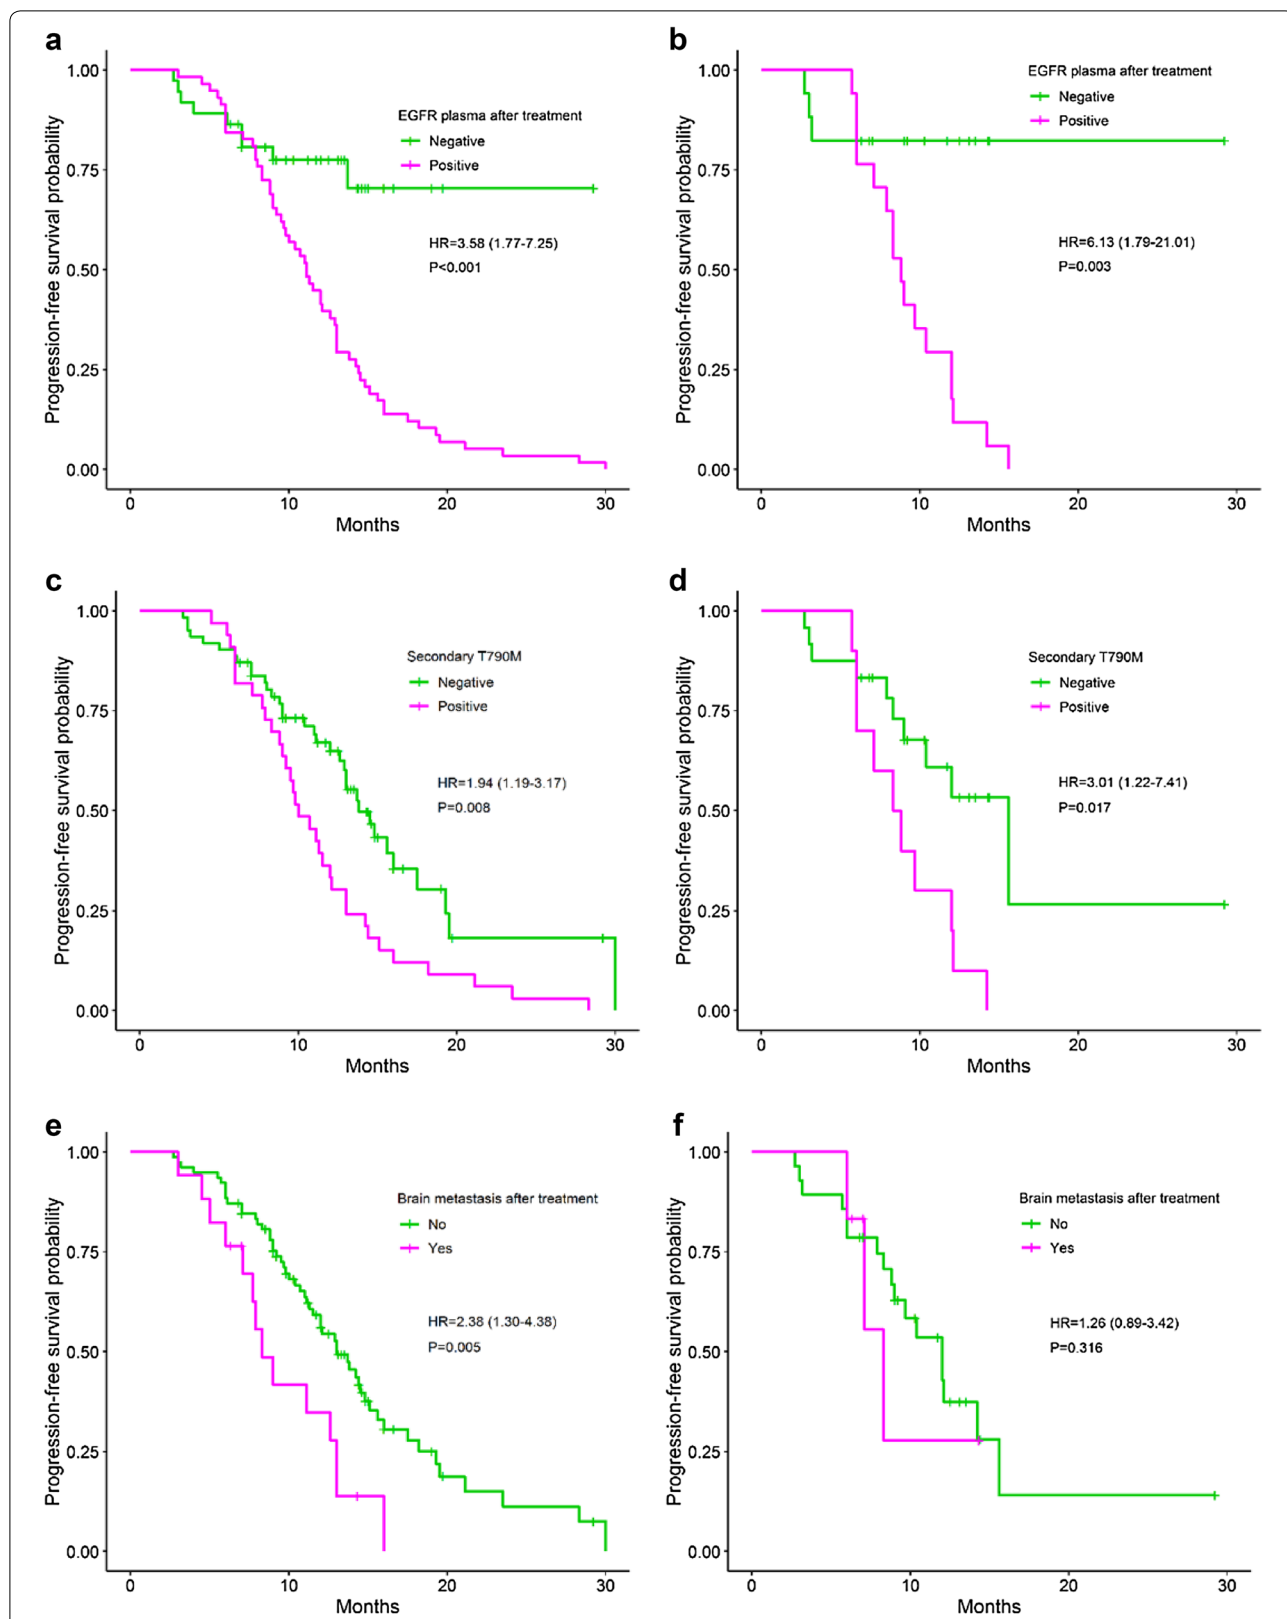 a
Progression-free survival probability
1.00
0.75
0.50
0.25
0.00
EGFR plasma after treatment
Negative
Positive
HR=3.58 (1.77-7.25)
P<0.001
0 10 20 30
Months
b
Progression-free survival probability
1.00
0.75
0.50
0.25
0.00
EGFR plasma after treatment
Negative
Positive
HR=6.13 (1.79-21.01)
P=0.003
0 10 20 30
Months
c
Progression-free survival probability
1.00
0.75
0.50
0.25
0.00
Secondary T790M
Negative
Positive
HR=1.94 (1.19-3.17)
P=0.008
0 10 20 30
Months
d
Progression-free survival probability
1.00
0.75
0.50
0.25
0.00
Secondary T790M
Negative
Positive
HR=3.01 (1.22-7.41)
P=0.017
0 10 20 30
Months
e
Progression-free survival probability
1.00
0.75
0.50
0.25
0.00
Brain metastasis after treatment
No
Yes
HR=2.38 (1.30-4.38)
P=0.005
0 10 20 30
Months
f
Progression-free survival probability
1.00
0.75
0.50
0.25
0.00
Brain metastasis after treatment
No
Yes
HR=1.26 (0.89-3.42)
P=0.316
0 10 20 30
Months